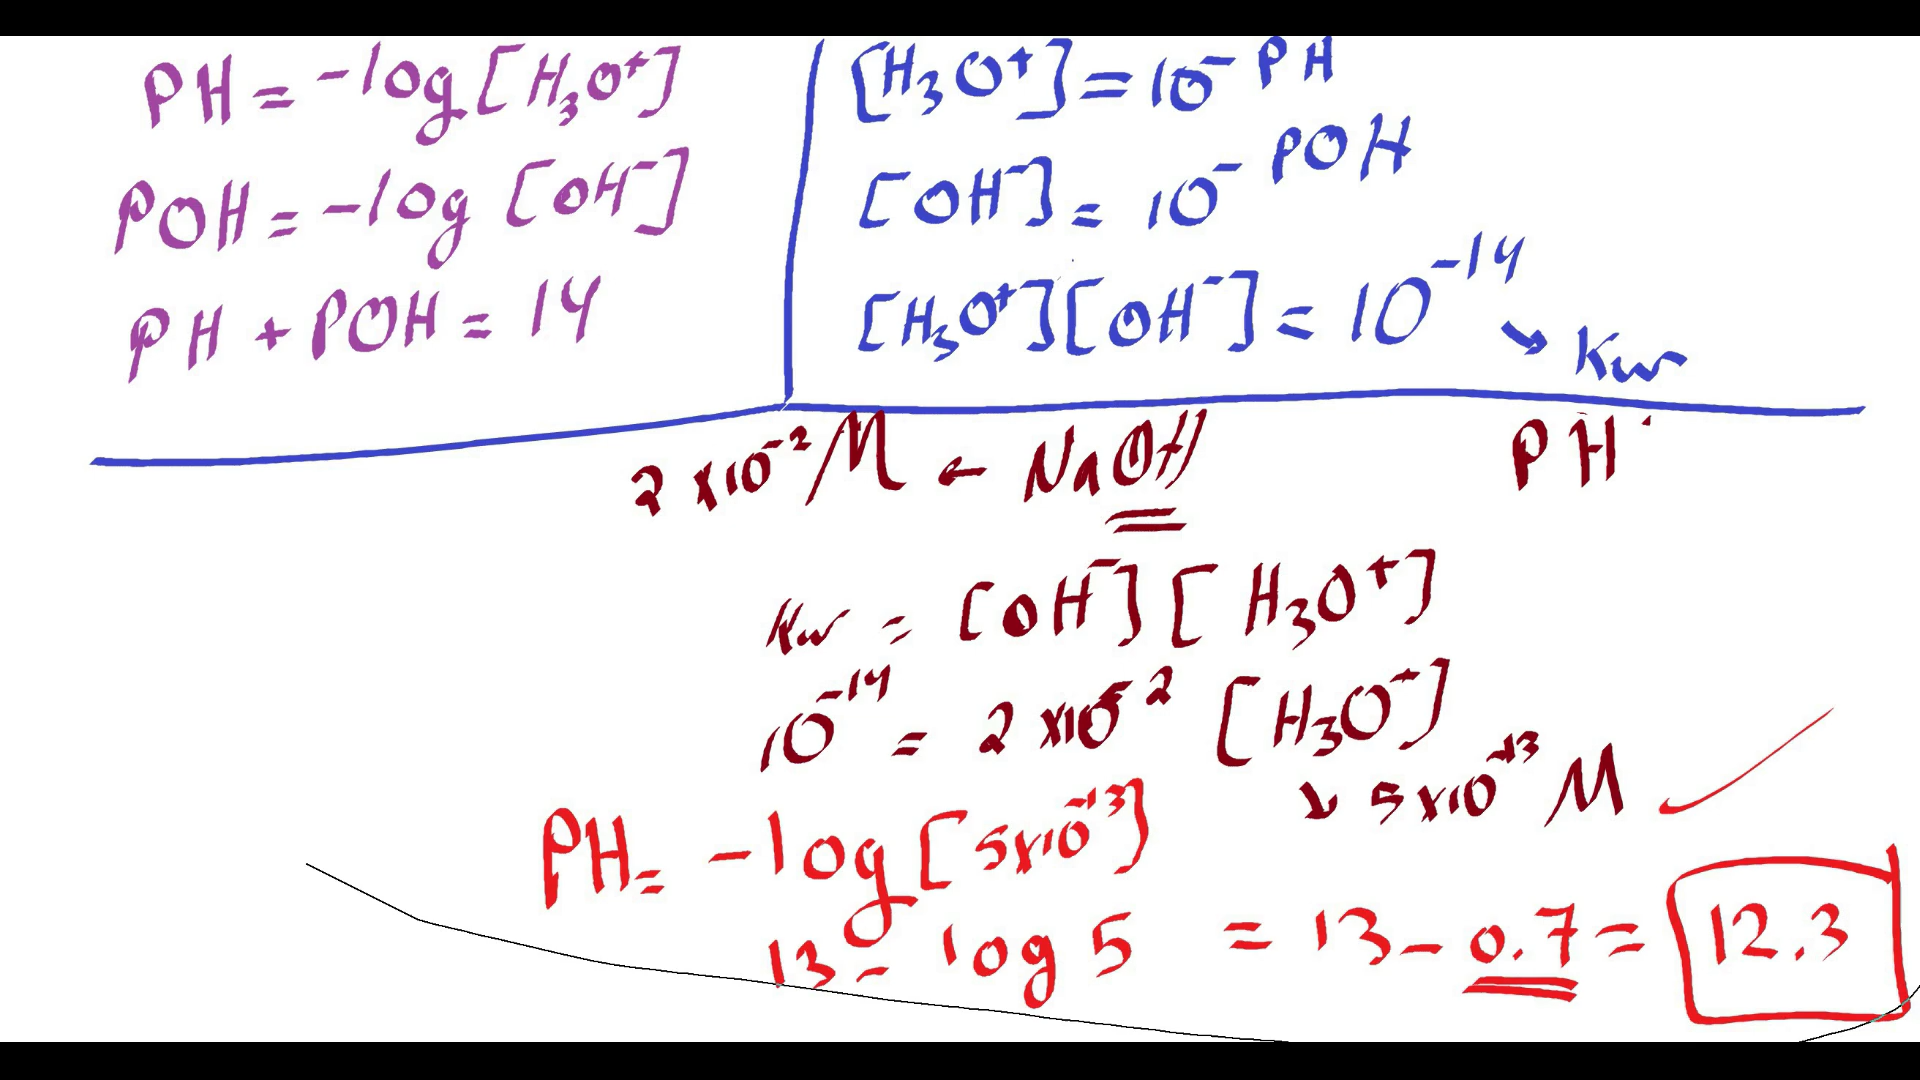 PH = -log [H₃O⁺]
POH = -log [OH⁻]
PH + POH = 14
[H₃O⁺] = 10⁻ᴾᴴ
[OH⁻] = 10⁻ᴾᴼᴴ
[H₃O⁺][OH⁻] = 10⁻¹⁴ ↘ Kw
2 x10⁻² M ← NaOH PH
Kw = [OH⁻] [H₃O⁺]
10⁻¹⁴ = 2 x10⁻² [H₃O⁺]
5x10⁻¹³ M ✓
PH = -log [5x10⁻¹³]
13 - log 5 = 13 - 0.7 = 12.3